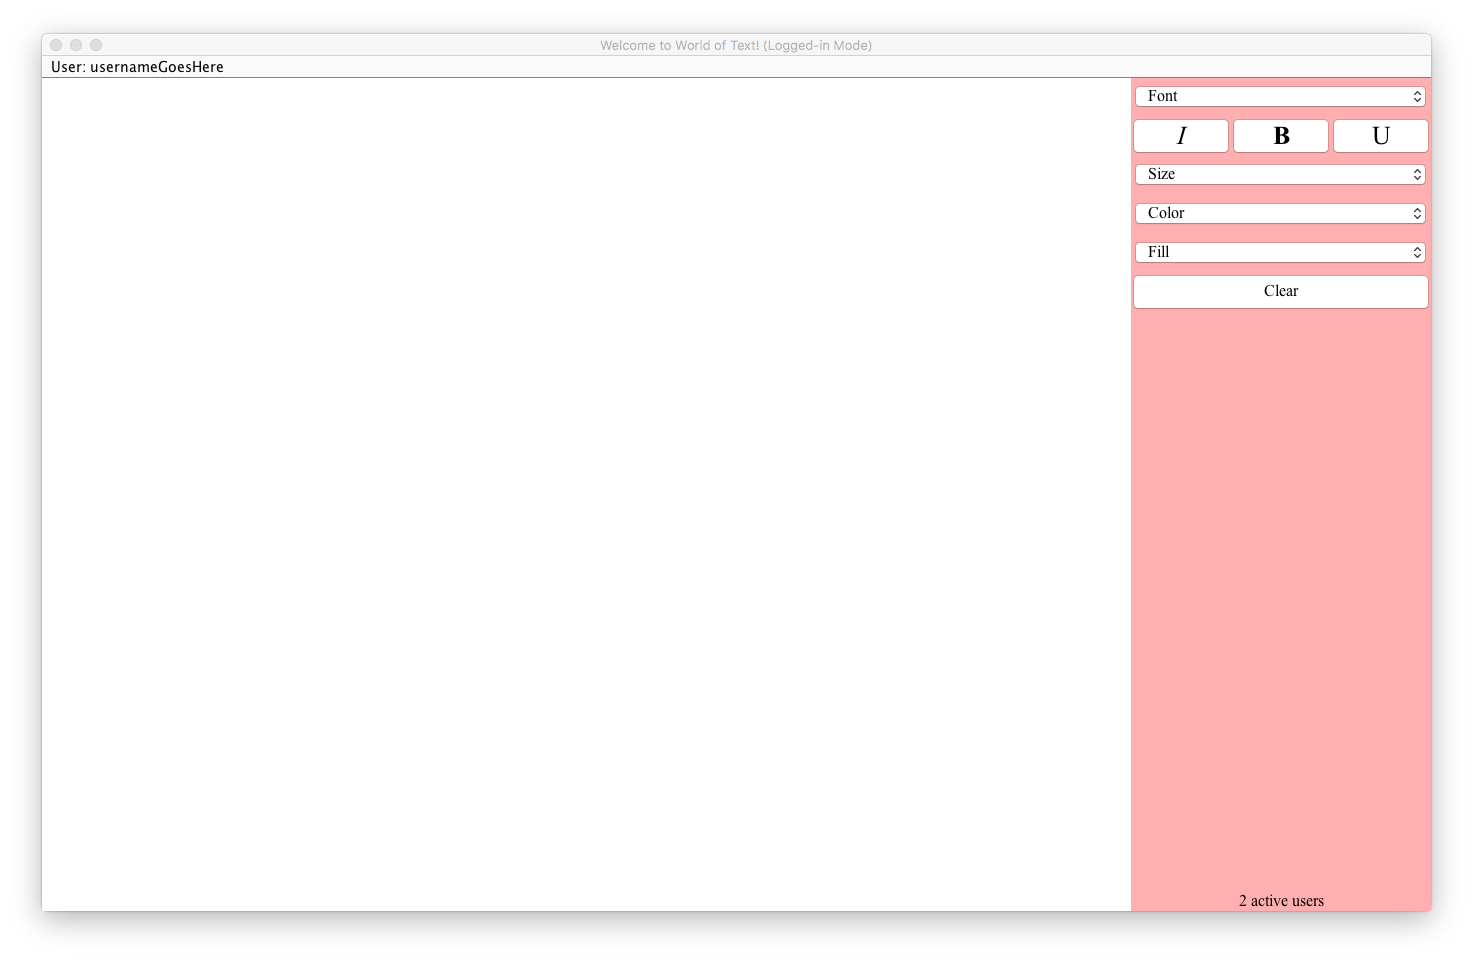 Welcome to World of Text! (Logged-in Mode)
User: usernameGoesHere
Font
I B U
Size
Color
Fill
Clear
2 active users